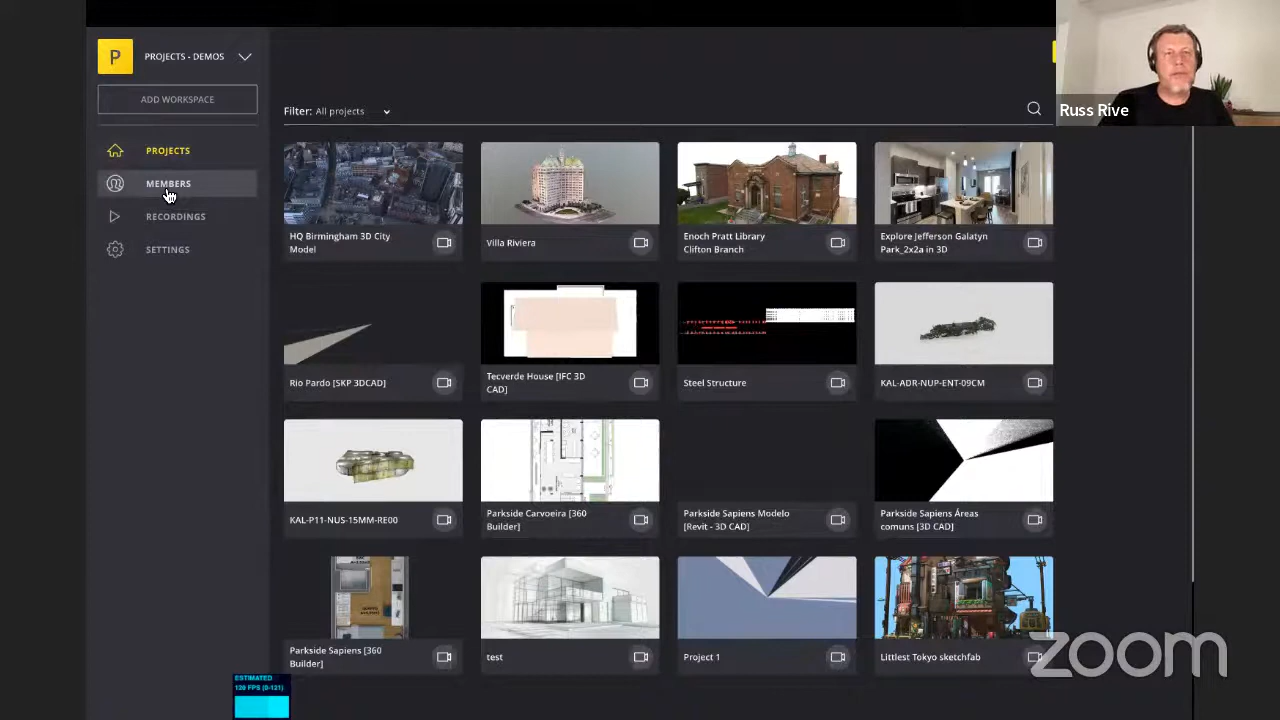 P
PROJECTS - DEMOS
ADD WORKSPACE
PROJECTS
MEMBERS
RECORDINGS
SETTINGS
Filter: All projects
Russ Rive
HQ Birmingham 3D City
Model
Villa Riviera
Enoch Pratt Library
Clifton Branch
Explore Jefferson Galatyn
Park_2x2a in 3D
Rio Pardo [SKP 3DCAD]
Tecverde House [IFC 3D
CAD]
Steel Structure
KAL-ADR-NUP-ENT-09CM
KAL-P11-NUS-15MM-RE00
Parkside Carvoeira [360
Builder]
Parkside Sapiens Modelo
[Revit - 3D CAD]
Parkside Sapiens Áreas
comuns [3D CAD]
Parkside Sapiens [360
Builder]
test
Project 1
Littlest Tokyo sketchfab
ESTIMATED
120 FPS (0-121)
zoom